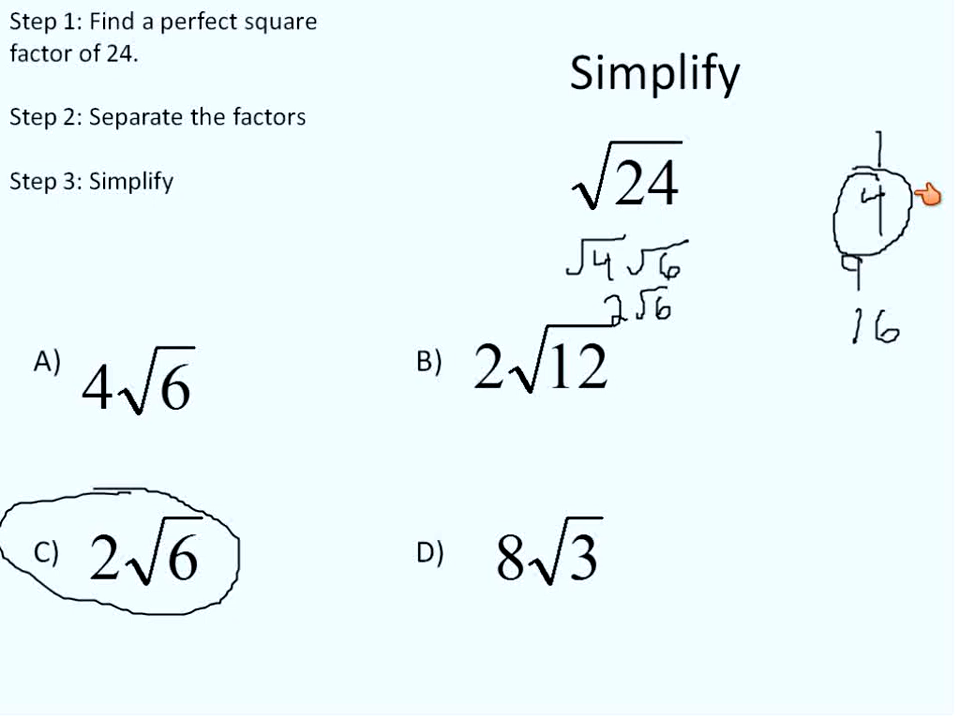 Step 1: Find a perfect square
factor of 24.
Step 2: Separate the factors
Step 3: Simplify
Simplify
√24
√4 √6
2√6
1
4
9
16
A) 4√6
B) 2√12
C) 2√6
D) 8√3